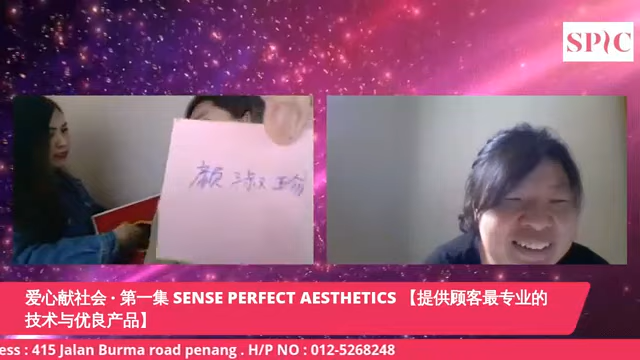 SPIC
颜淑瑜
爱心献社会 · 第一集 SENSE PERFECT AESTHETICS 【提供顾客最专业的
技术与优良产品】
ess : 415 Jalan Burma road penang . H/P NO : 012-5268248